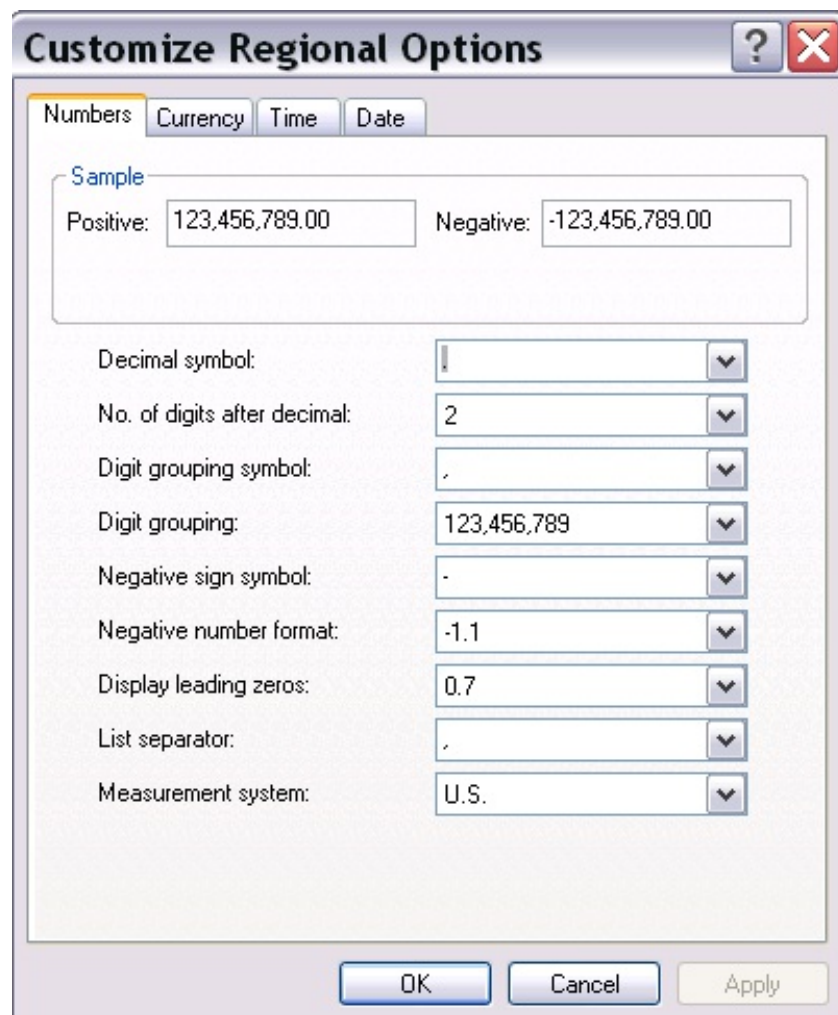 Customize Regional Options
Numbers Currency Time Date
Sample
Positive: 123,456,789.00 Negative: -123,456,789.00
Decimal symbol: .
No. of digits after decimal: 2
Digit grouping symbol: ,
Digit grouping: 123,456,789
Negative sign symbol: -
Negative number format: -1.1
Display leading zeros: 0.7
List separator: ,
Measurement system: U.S.
OK Cancel Apply